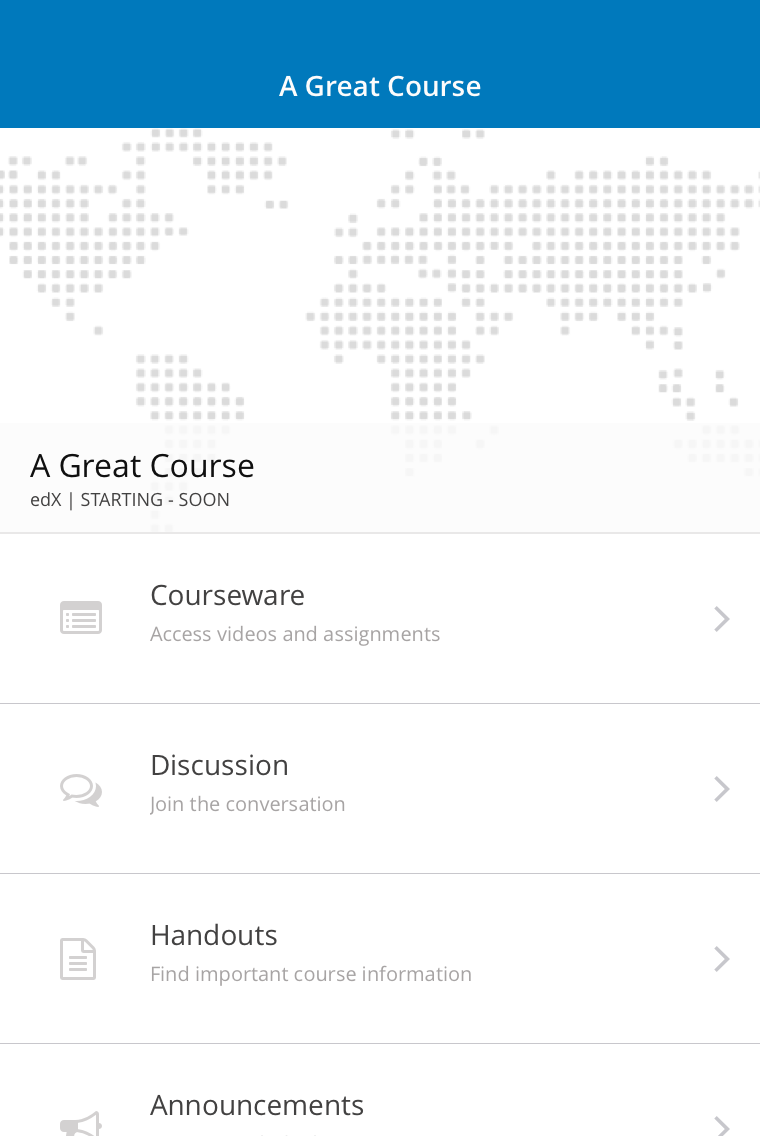 A Great Course
A Great Course
edX | STARTING - SOON
Courseware
Access videos and assignments
Discussion
Join the conversation
Handouts
Find important course information
Announcements